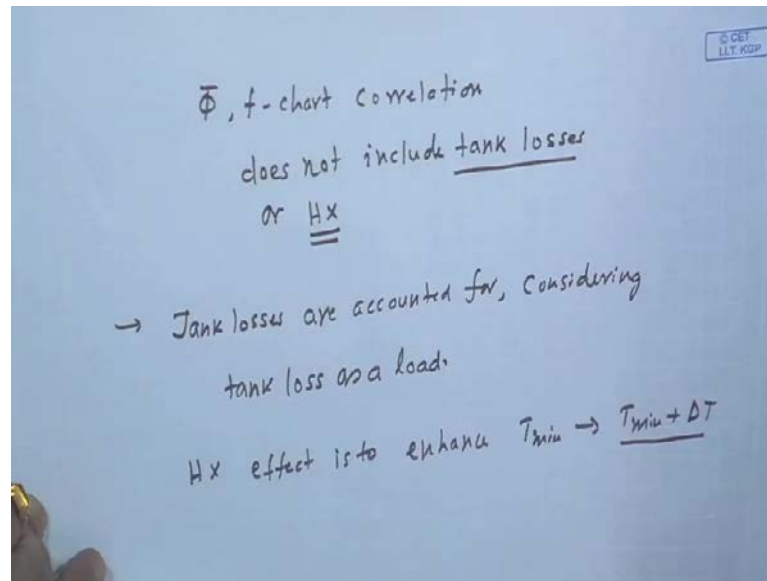 © CET
I.I.T. KGP
Φ̄, f-chart correlation
does not include tank losses
or HX
→ Tank losses are accounted for, considering
tank loss as a load.
HX effect is to enhance Tmin → Tmin + ΔT